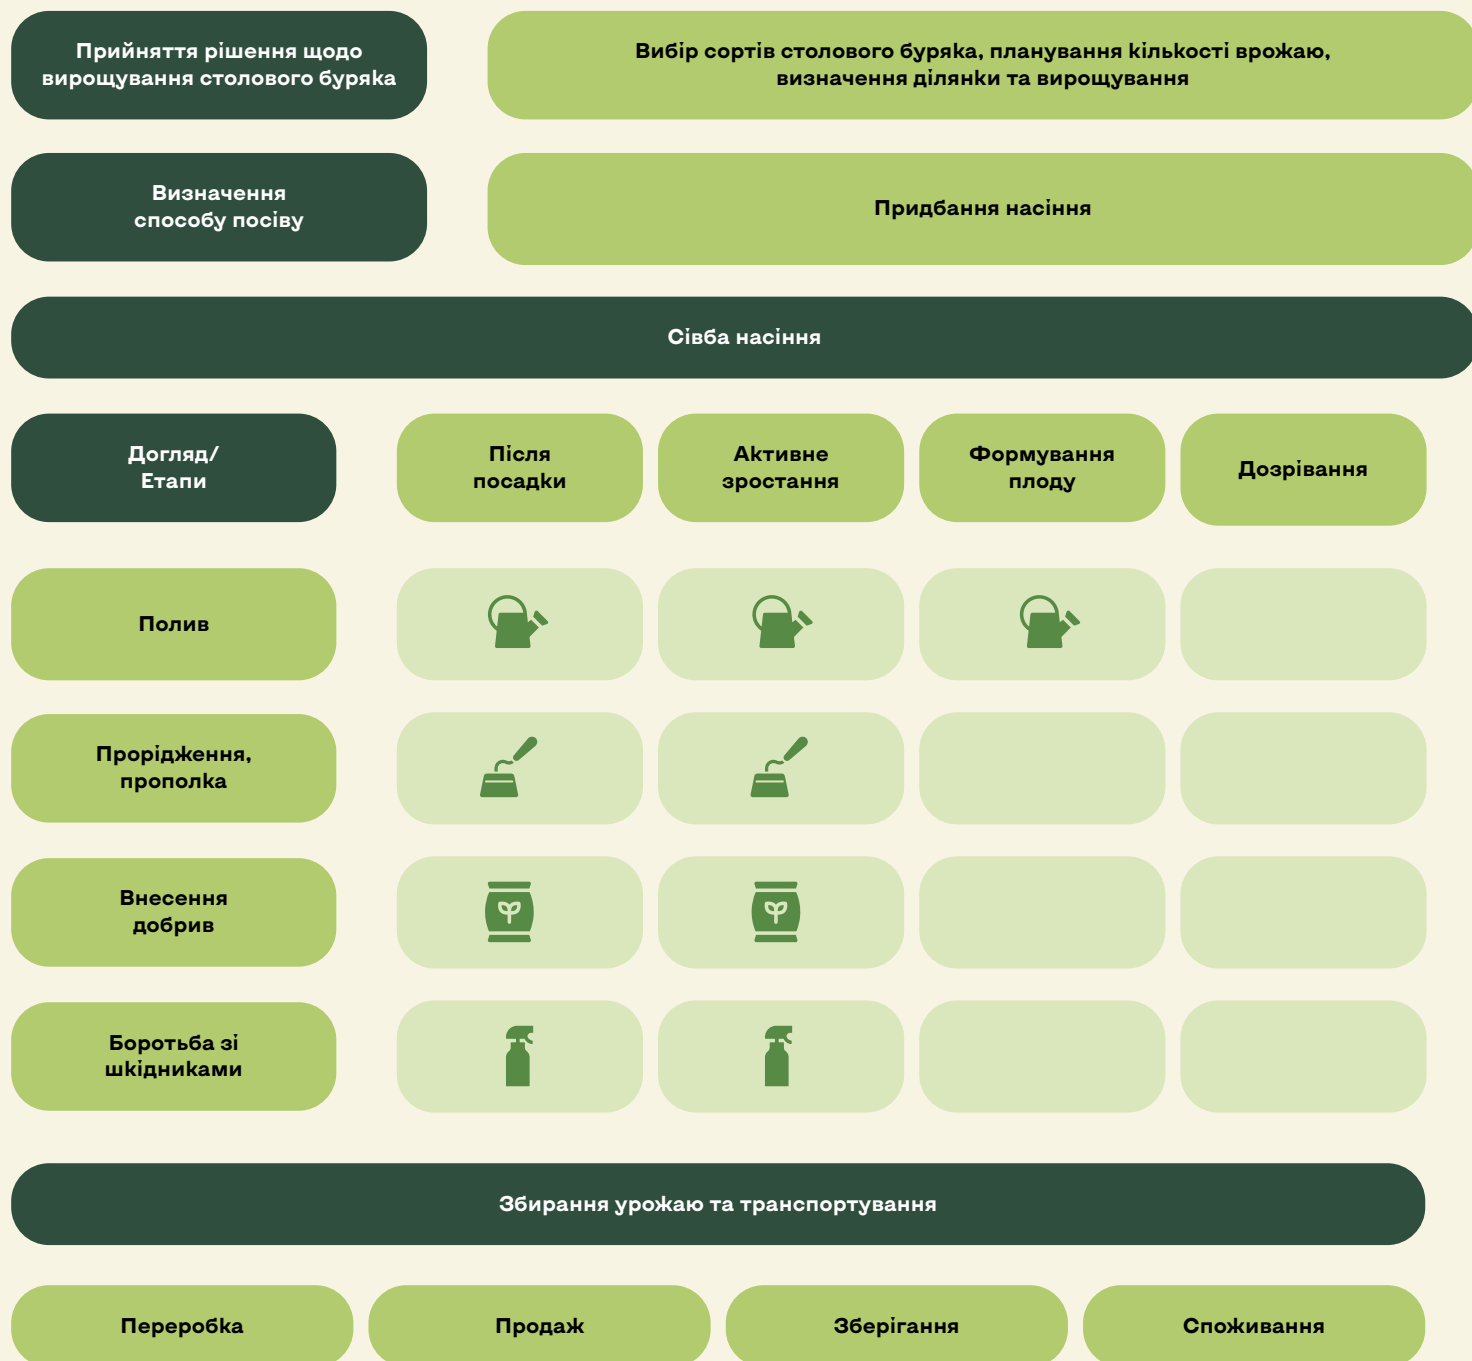 Прийняття рішення щодо
вирощування столового буряка
Вибір сортів столового буряка, планування кількості врожаю,
визначення ділянки та вирощування
Визначення
способу посіву
Придбання насіння
Сівба насіння
Догляд/
Етапи
Після
посадки
Активне
зростання
Формування
плоду
Дозрівання
Полив
Прорідження,
прополка
Внесення
добрив
Боротьба зі
шкідниками
Збирання урожаю та транспортування
Переробка
Продаж
Зберігання
Споживання